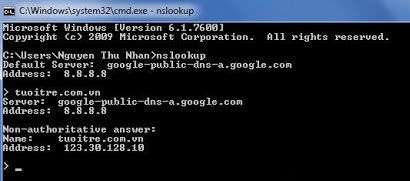 C:\Windows\system32\cmd.exe - nslookup
Microsoft Windows [Version 6.1.7600]
Copyright (c) 2009 Microsoft Corporation. All rights reserved.
C:\Users\Nguyen Thu Nhan>nslookup
Default Server: google-public-dns-a.google.com
Address: 8.8.8.8
> tuoitre.com.vn
Server: google-public-dns-a.google.com
Address: 8.8.8.8
Non-authoritative answer:
Name: tuoitre.com.vn
Address: 123.30.128.10
> _